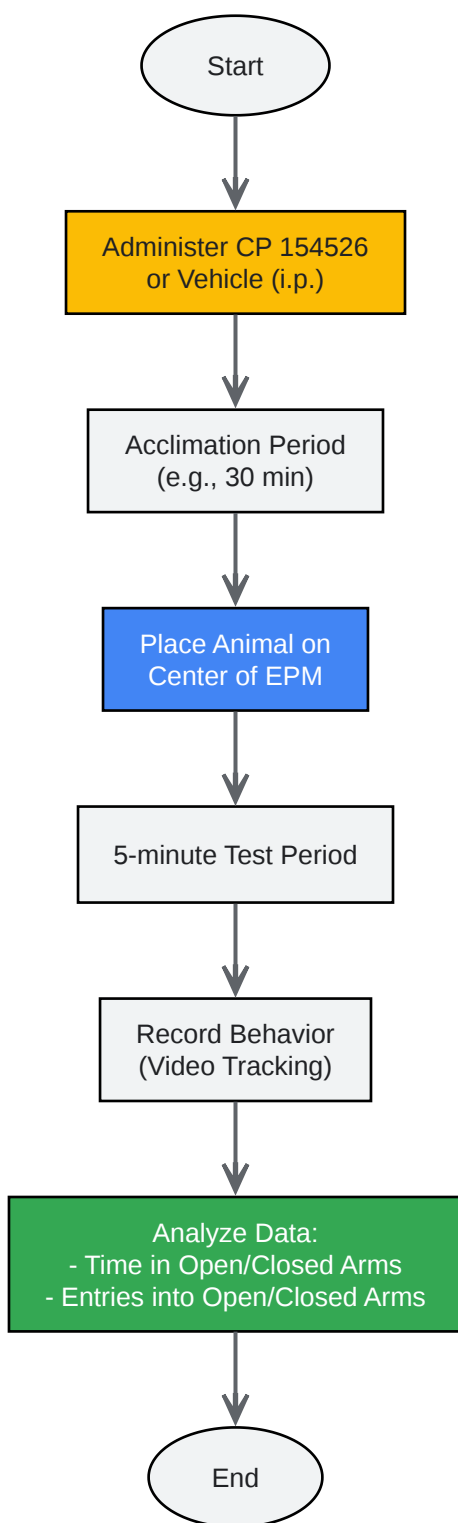 Start
Administer CP 154526
or Vehicle (i.p.)
Acclimation Period
(e.g., 30 min)
Place Animal on
Center of EPM
5-minute Test Period
Record Behavior
(Video Tracking)
Analyze Data:
- Time in Open/Closed Arms
- Entries into Open/Closed Arms
End